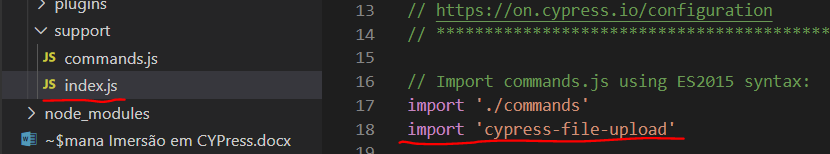 plugins
support
JS commands.js
JS index.js
node_modules
~$mana Imersão em CYPress.docx
13 // https://on.cypress.io/configuration
14 // ****************************************
15
16 // Import commands.js using ES2015 syntax:
17 import './commands'
18 import 'cypress-file-upload'
19